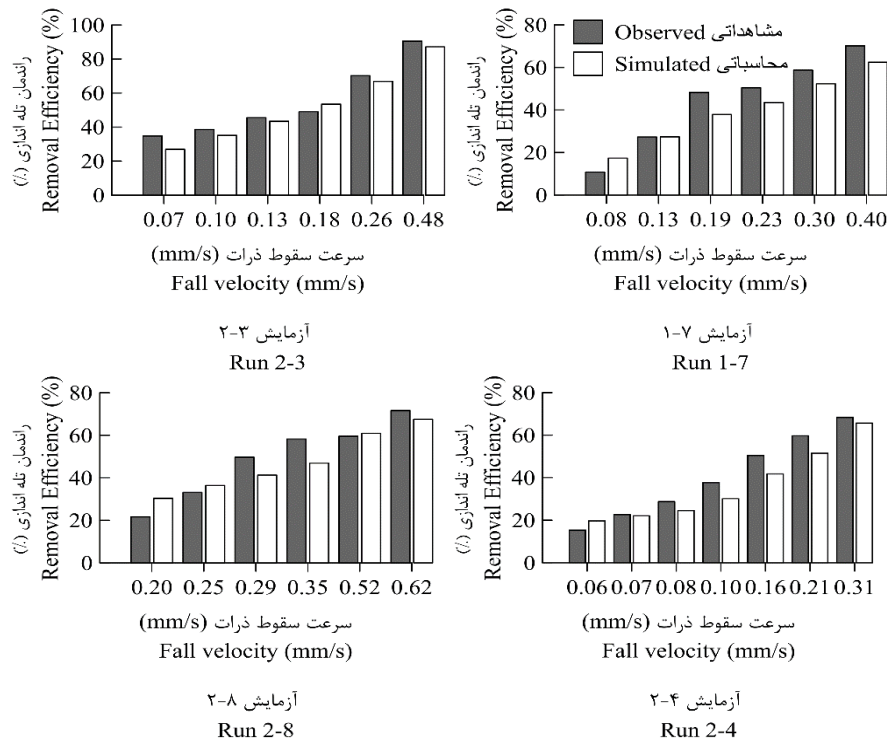 Removal Efficiency (%)
راندمان تله اندازی (٪)
100
80
60
40
20
0
0.07 0.10 0.13 0.18 0.26 0.48
سرعت سقوط ذرات (mm/s)
Fall velocity (mm/s)
آزمایش ۳-۲
Run 2-3
Observed مشاهداتی
Simulated محاسباتی
Removal Efficiency (%)
راندمان تله اندازی (٪)
80
60
40
20
0
0.08 0.13 0.19 0.23 0.30 0.40
سرعت سقوط ذرات (mm/s)
Fall velocity (mm/s)
آزمایش ۷-۱
Run 1-7
Removal Efficiency (%)
راندمان تله اندازی (٪)
80
60
40
20
0
0.20 0.25 0.29 0.35 0.52 0.62
سرعت سقوط ذرات (mm/s)
Fall velocity (mm/s)
آزمایش ۸-۲
Run 2-8
Removal Efficiency (%)
راندمان تله اندازی (٪)
80
60
40
20
0
0.06 0.07 0.08 0.10 0.16 0.21 0.31
سرعت سقوط ذرات (mm/s)
Fall velocity (mm/s)
آزمایش ۴-۲
Run 2-4